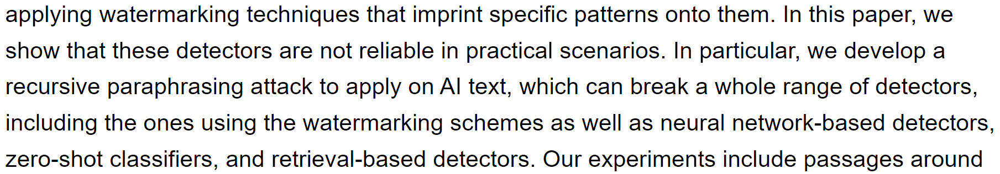 applying watermarking techniques that imprint specific patterns onto them. In this paper, we
show that these detectors are not reliable in practical scenarios. In particular, we develop a
recursive paraphrasing attack to apply on AI text, which can break a whole range of detectors,
including the ones using the watermarking schemes as well as neural network-based detectors,
zero-shot classifiers, and retrieval-based detectors. Our experiments include passages around